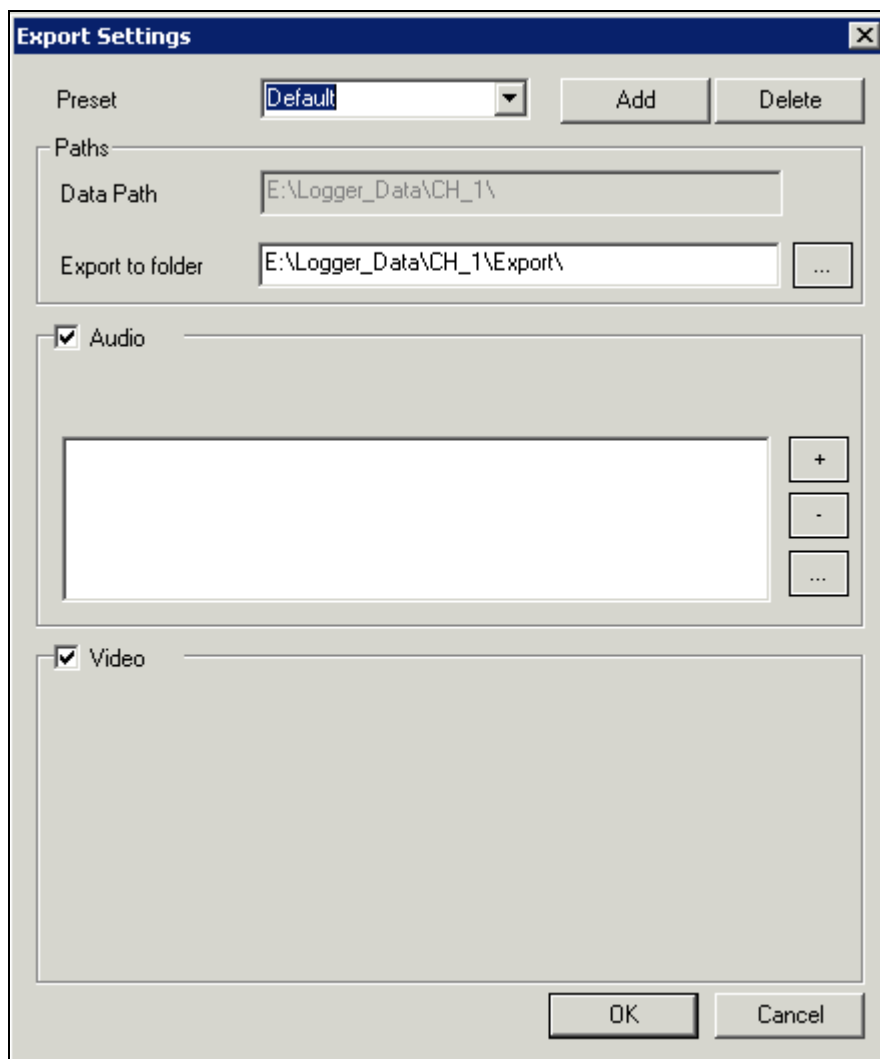 Export Settings
Preset Default Add Delete
Paths
Data Path E:\Logger_Data\CH_1\
Export to folder E:\Logger_Data\CH_1\Export\ ...
Audio
+
-
...
Video
OK Cancel